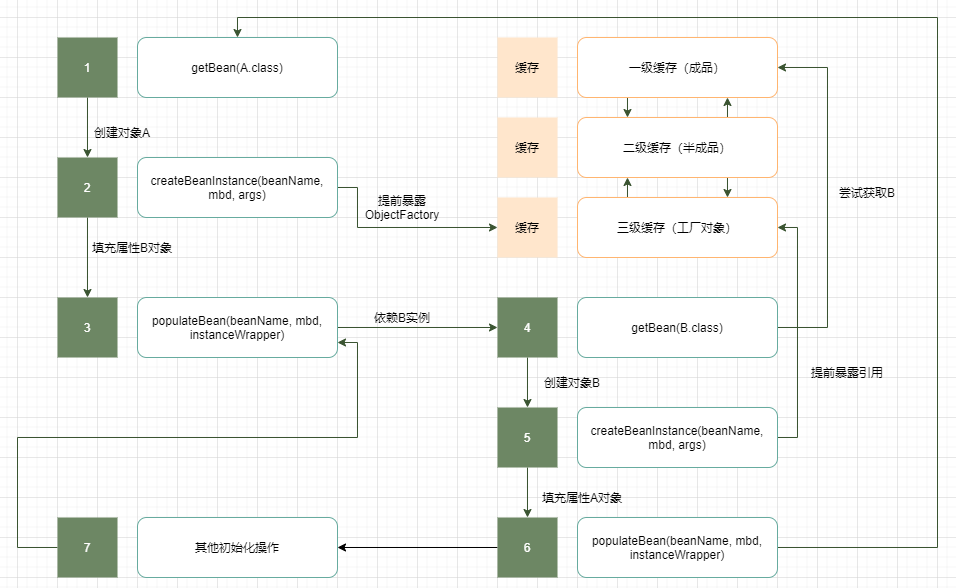 1
getBean(A.class)
缓存
一级缓存（成品）
创建对象A
2
createBeanInstance(beanName,
mbd, args)
缓存
二级缓存（半成品）
提前暴露
ObjectFactory
尝试获取B
缓存
三级缓存（工厂对象）
填充属性B对象
3
populateBean(beanName, mbd,
instanceWrapper)
依赖B实例
4
getBean(B.class)
提前暴露引用
创建对象B
5
createBeanInstance(beanName,
mbd, args)
填充属性A对象
7
其他初始化操作
6
populateBean(beanName, mbd,
instanceWrapper)